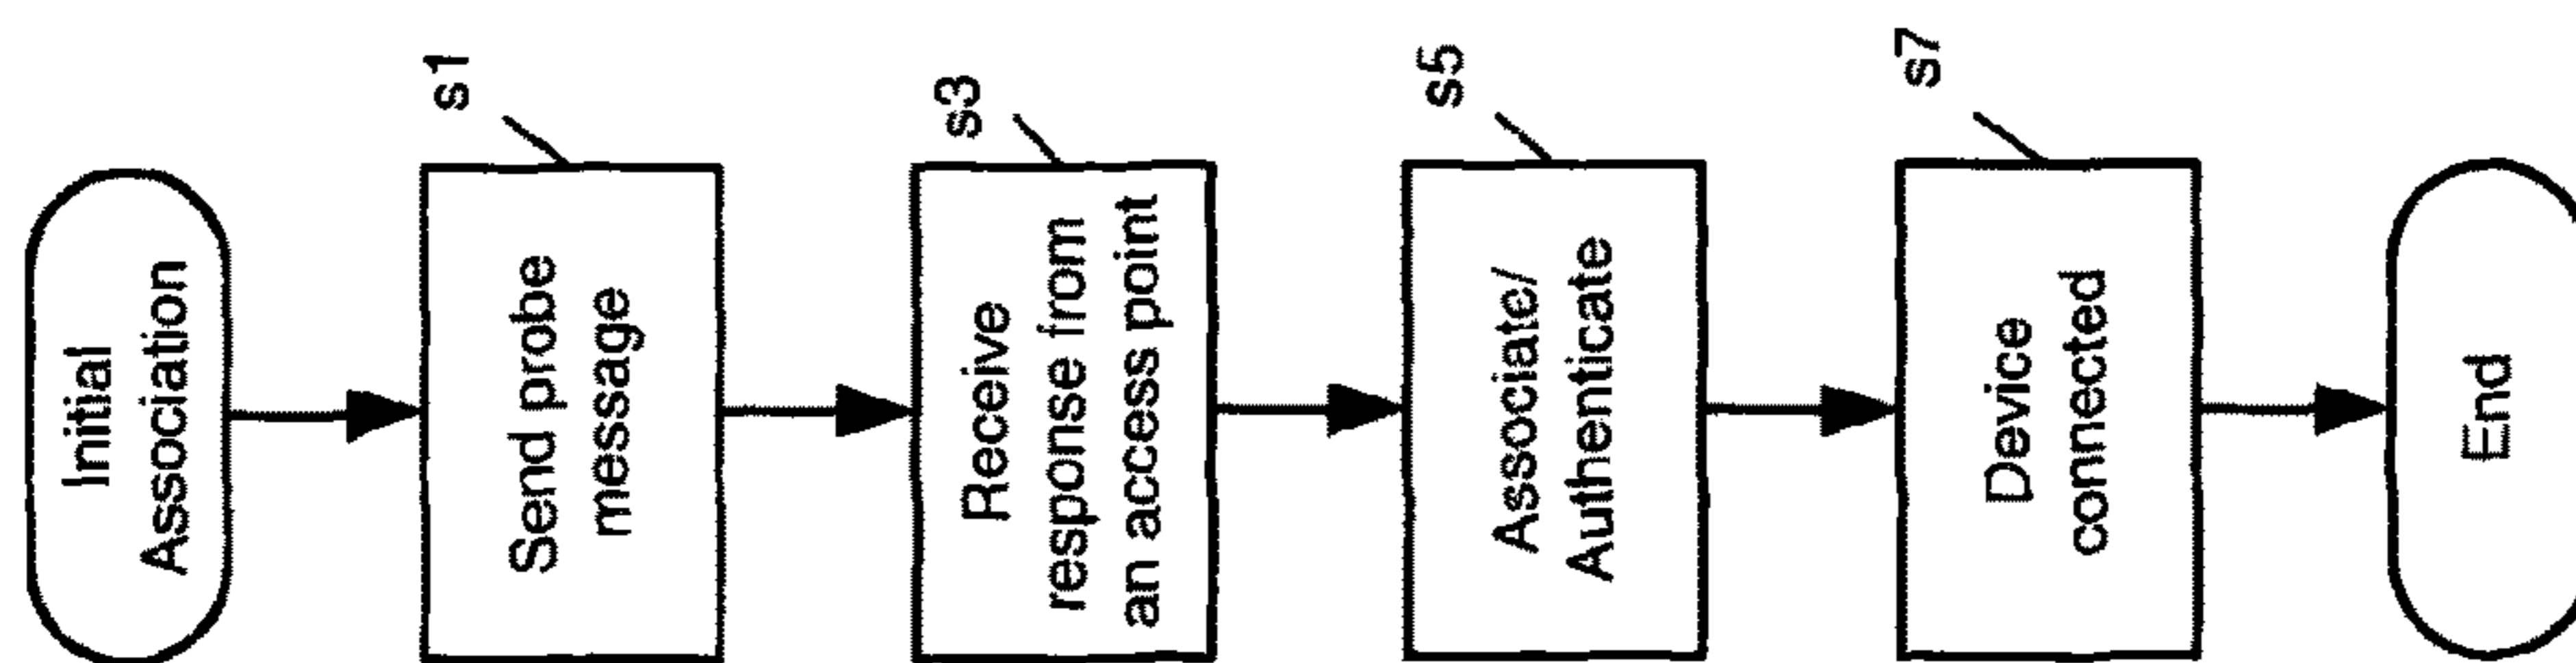 Initial
Association
s1
Send probe
message
s3
Receive
response from
an access point
s5
Associate/
Authenticate
s7
Device
connected
End